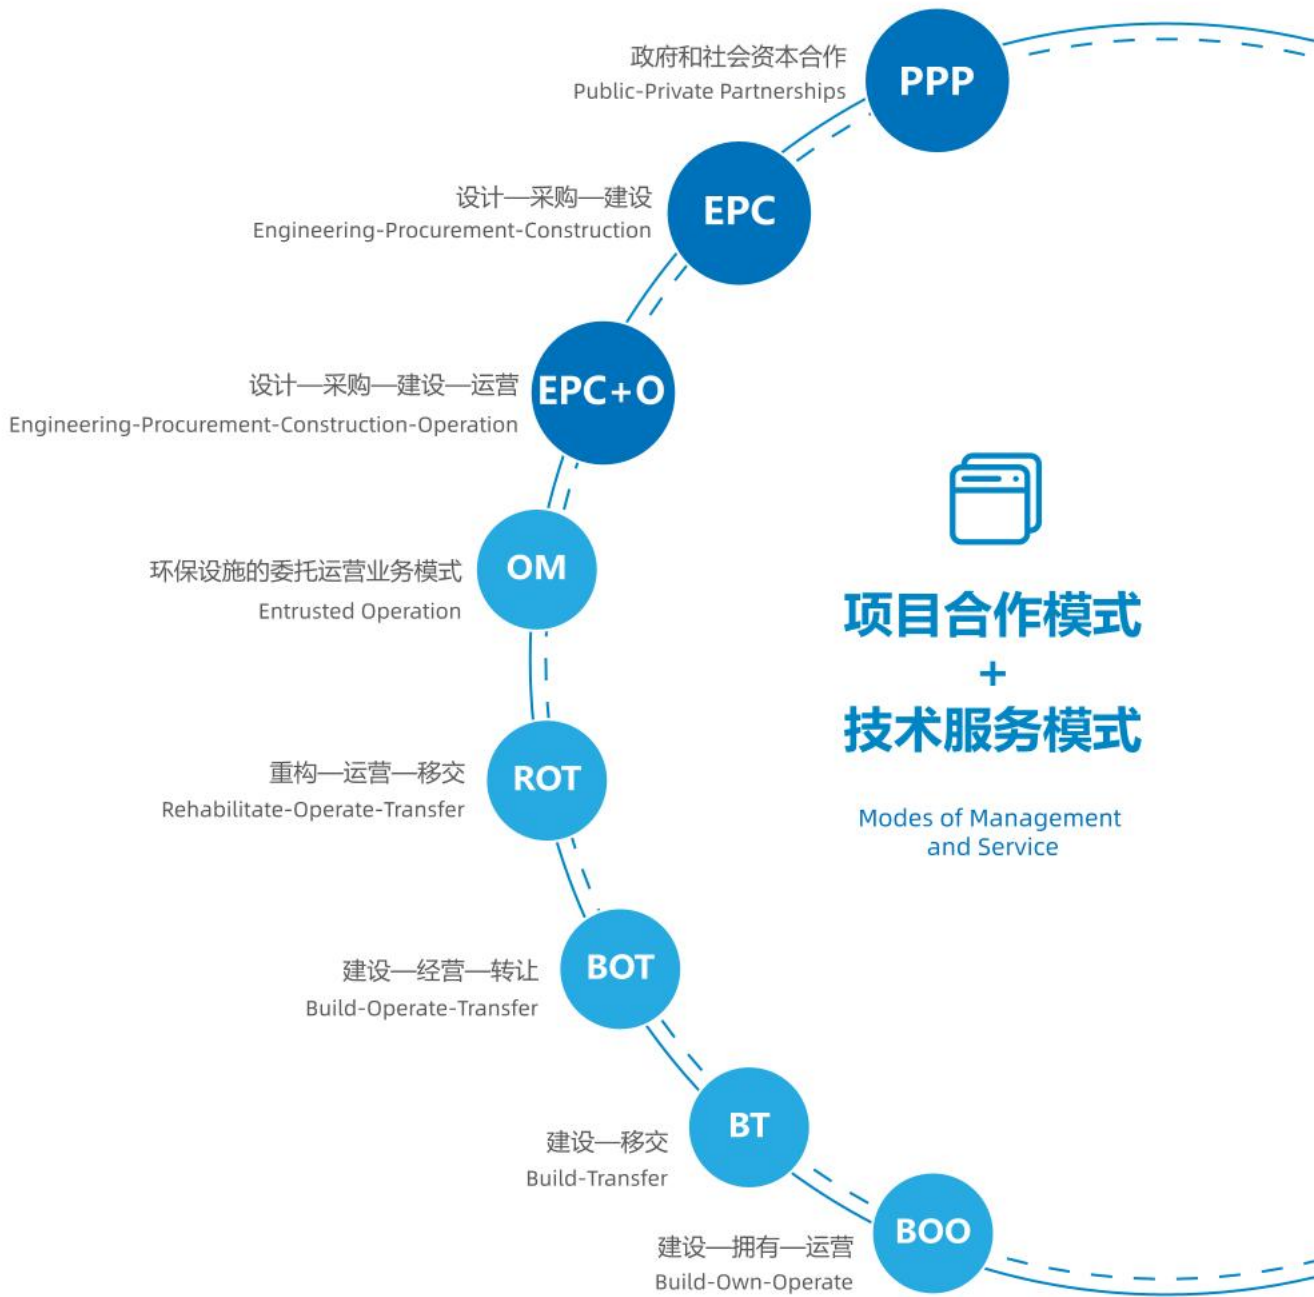 政府和社会资本合作
Public-Private Partnerships
PPP
设计—采购—建设
Engineering-Procurement-Construction
EPC
设计—采购—建设—运营
Engineering-Procurement-Construction-Operation
EPC+O
环保设施的委托运营业务模式
Entrusted Operation
OM
重构—运营—移交
Rehabilitate-Operate-Transfer
ROT
建设—经营—转让
Build-Operate-Transfer
BOT
建设—移交
Build-Transfer
BT
建设—拥有—运营
Build-Own-Operate
BOO
项目合作模式
+
技术服务模式
Modes of Management
and Service